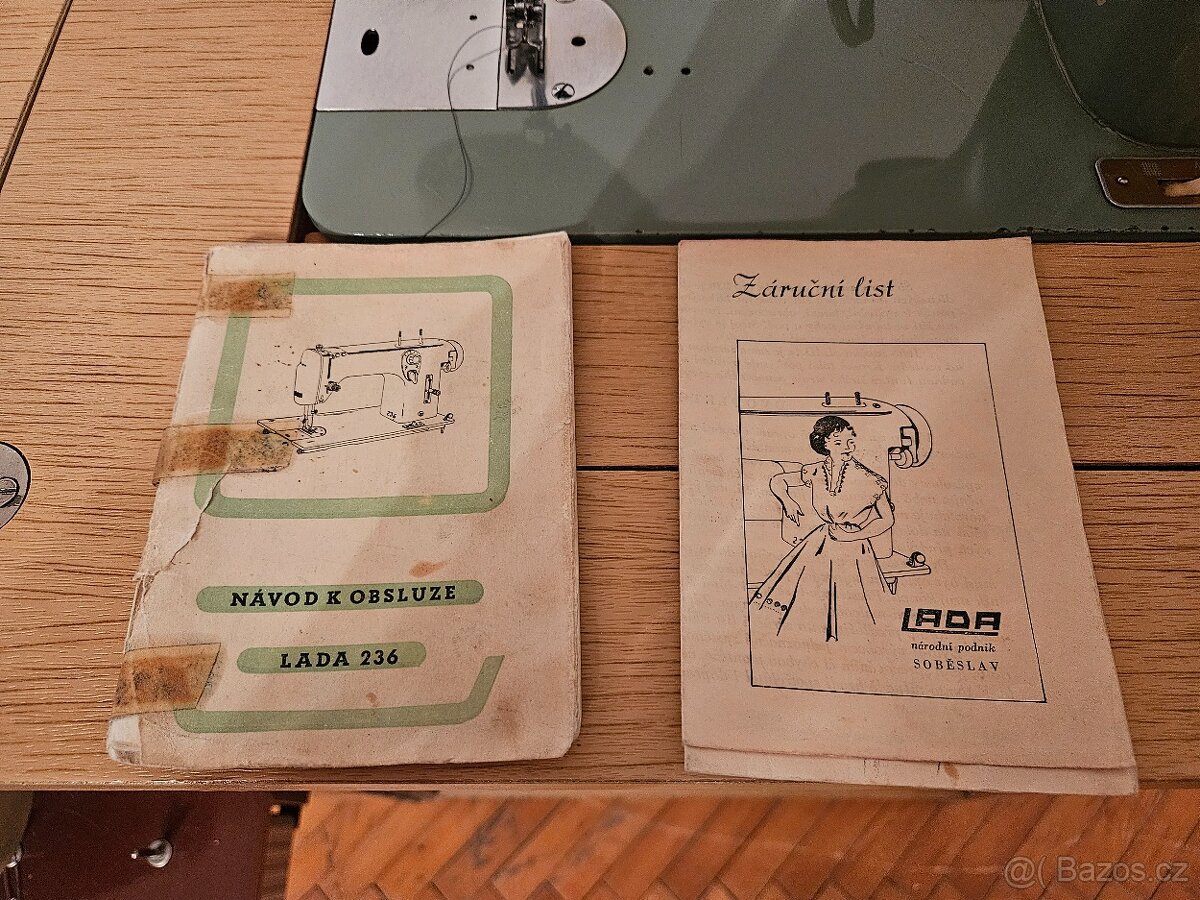 NÁVOD K OBSLUZE
LADA 236
Záruční list
LADA
národní podnik
SOBĚSLAV
@( Bazos.cz